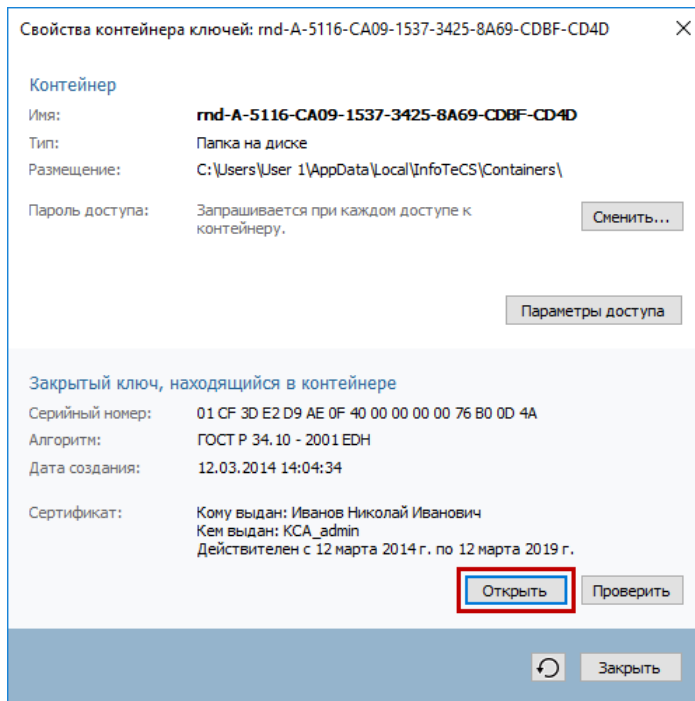 Свойства контейнера ключей: rnd-A-5116-CA09-1537-3425-8A69-CDBF-CD4D
Контейнер
Имя: rnd-A-5116-CA09-1537-3425-8A69-CDBF-CD4D
Тип: Папка на диске
Размещение: C:\Users\User 1\AppData\Local\InfoTeCS\Containers\
Пароль доступа: Запрашивается при каждом доступе к
контейнеру.
Сменить...
Параметры доступа
Закрытый ключ, находящийся в контейнере
Серийный номер: 01 CF 3D E2 D9 AE 0F 40 00 00 00 00 76 B0 0D 4A
Алгоритм: ГОСТ Р 34.10 - 2001 EDH
Дата создания: 12.03.2014 14:04:34
Сертификат: Кому выдан: Иванов Николай Иванович
Кем выдан: KCA_admin
Действителен с 12 марта 2014 г. по 12 марта 2019 г.
Открыть Проверить
Закрыть